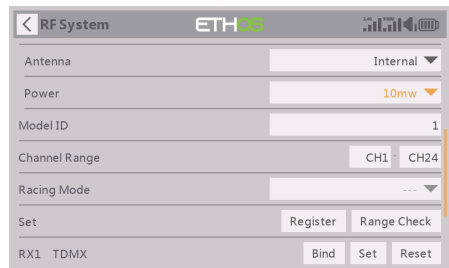 RF System ETHOS
Antenna Internal
Power 10mw
Model ID 1
Channel Range CH1 - CH24
Racing Mode ---
Set Register Range Check
RX1 TDMX Bind Set Reset